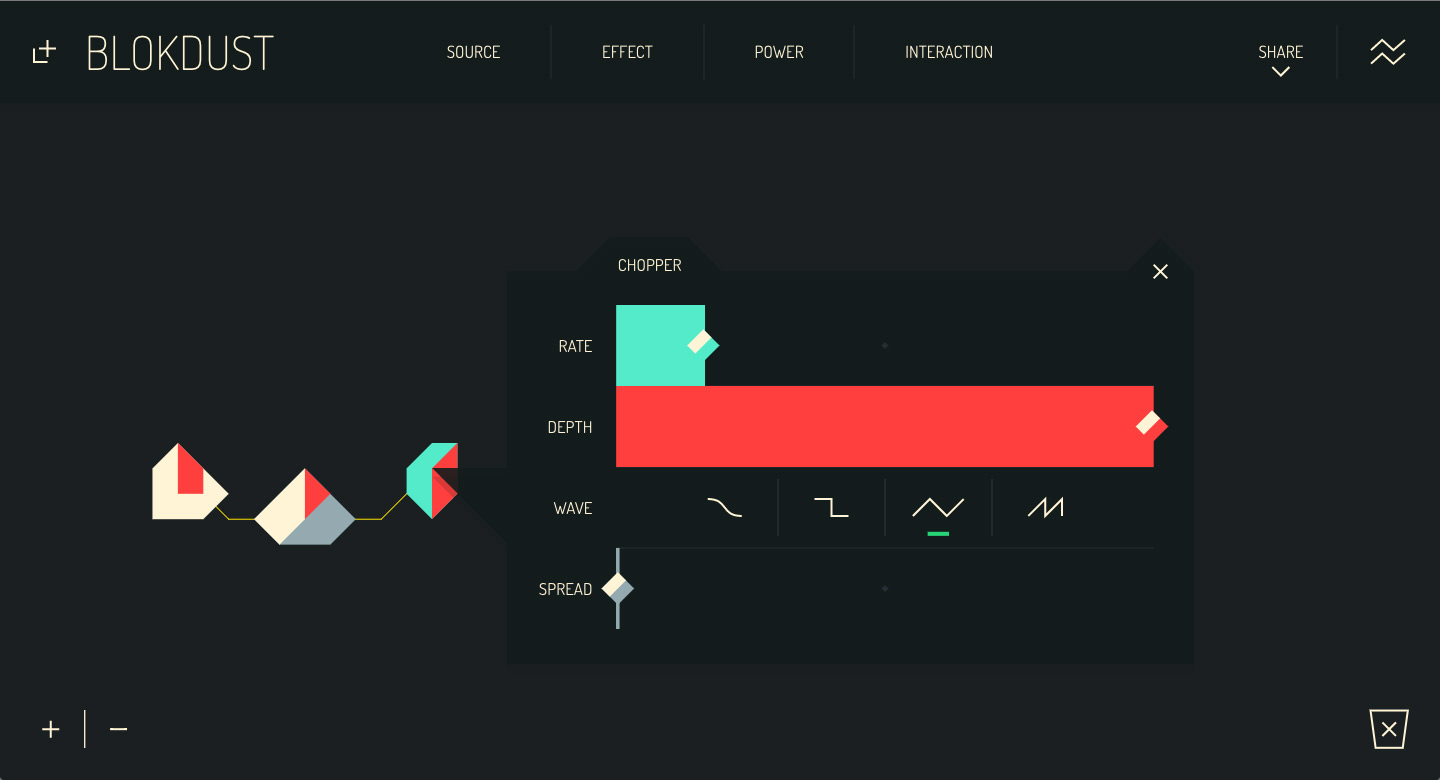 BLOKDUST
SOURCE
EFFECT
POWER
INTERACTION
SHARE
CHOPPER
RATE
DEPTH
WAVE
SPREAD